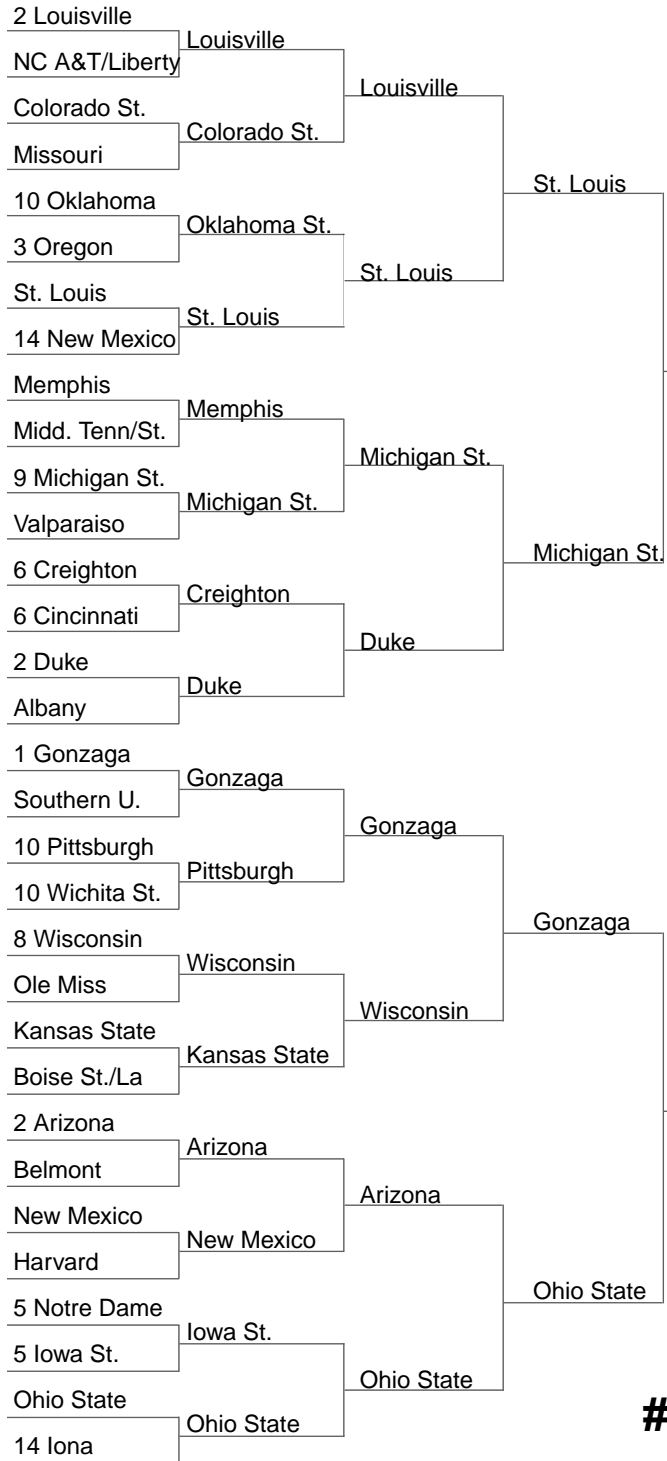 2 Louisville
Louisville
NC A&T/Liberty
Louisville
Colorado St.
Colorado St.
Missouri
St. Louis
10 Oklahoma
Oklahoma St.
3 Oregon
St. Louis
St. Louis
St. Louis
14 New Mexico
Memphis
Memphis
Midd. Tenn/St.
Michigan St.
9 Michigan St.
Michigan St.
Valparaiso
Michigan St.
6 Creighton
Creighton
6 Cincinnati
Duke
2 Duke
Duke
Albany
1 Gonzaga
Gonzaga
Southern U.
Gonzaga
10 Pittsburgh
Pittsburgh
10 Wichita St.
Gonzaga
8 Wisconsin
Wisconsin
Ole Miss
Wisconsin
Kansas State
Kansas State
Boise St./La
2 Arizona
Arizona
Belmont
Arizona
New Mexico
New Mexico
Harvard
Ohio State
5 Notre Dame
Iowa St.
5 Iowa St.
Ohio State
Ohio State
Ohio State
14 Iona
#